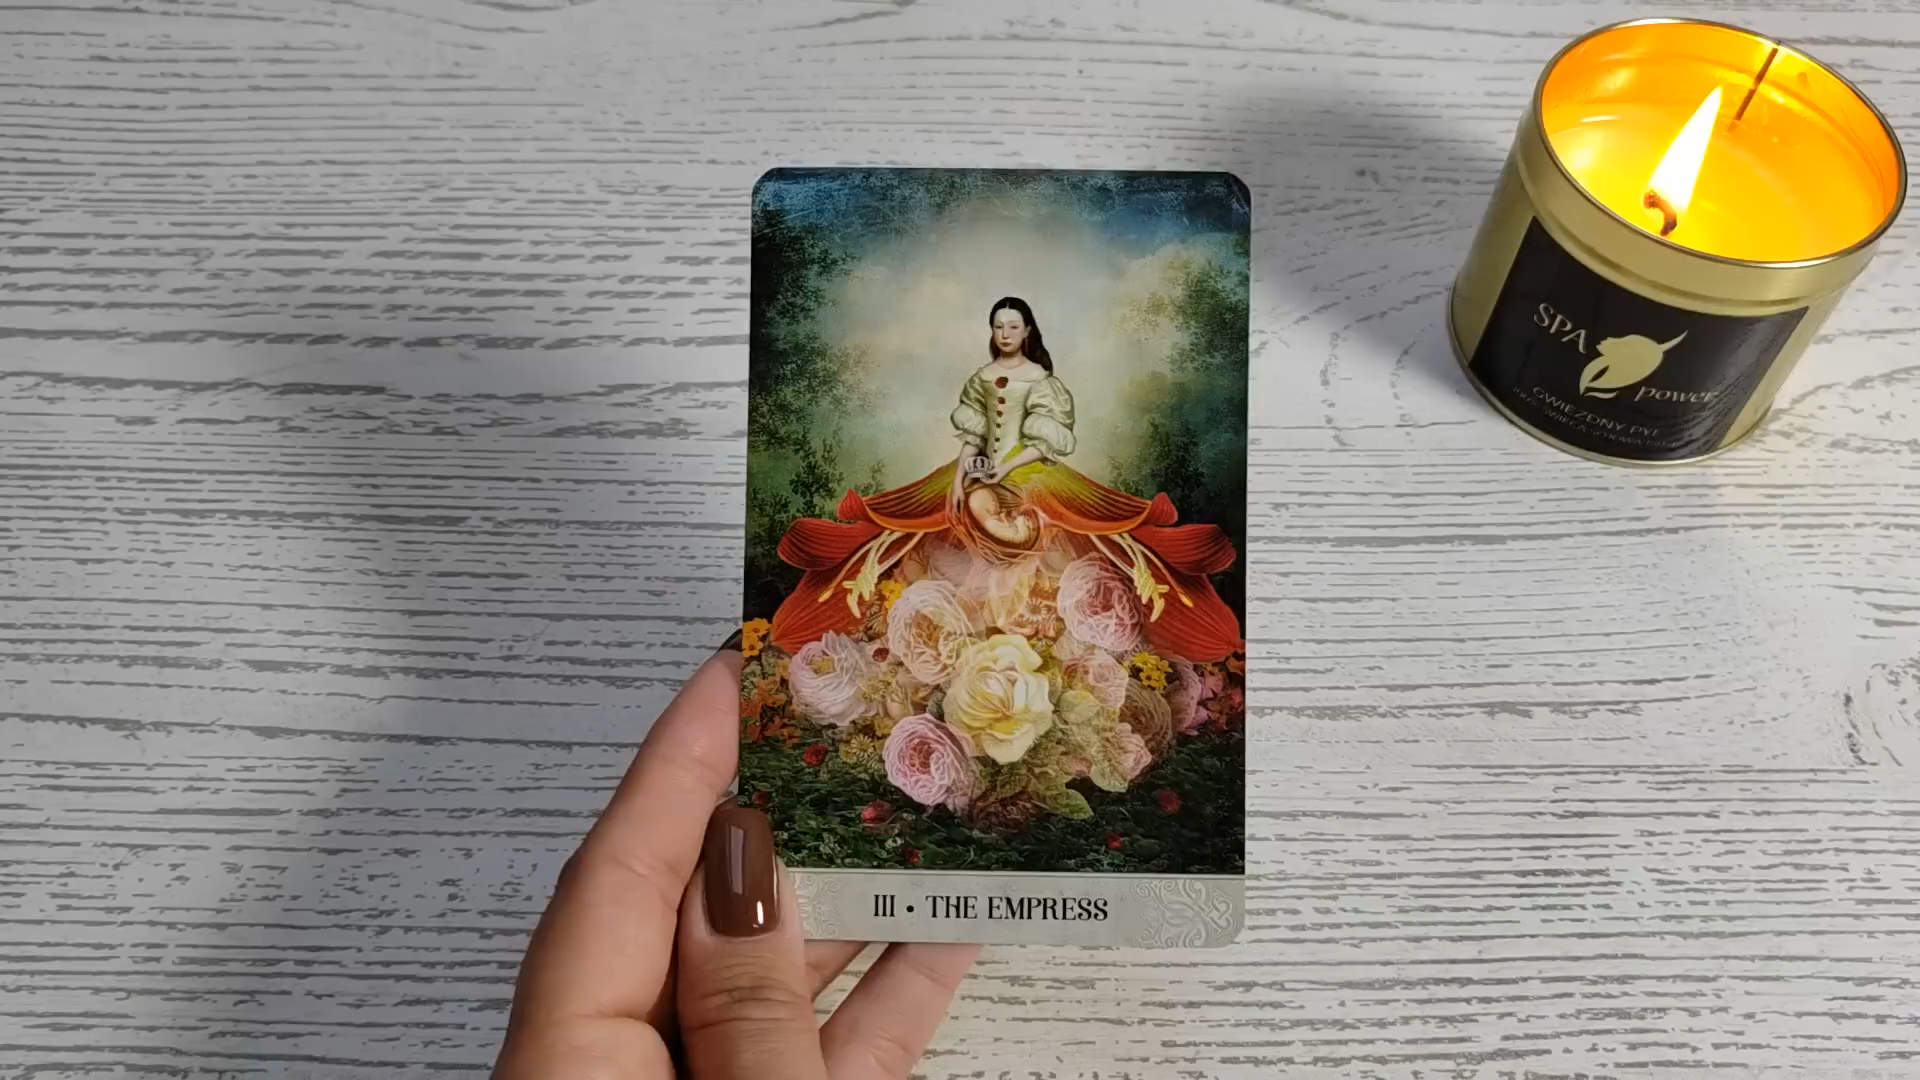 SPA
power
GWIEZDNY PYŁ
III • THE EMPRESS